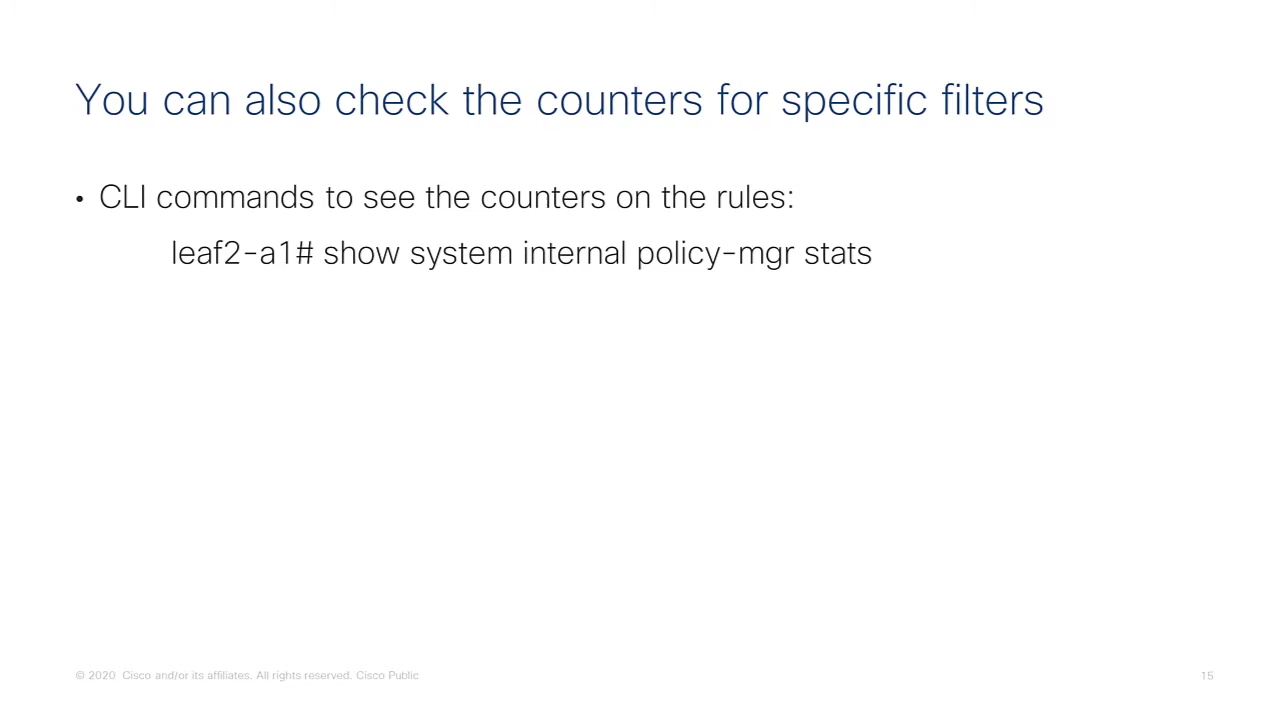 You can also check the counters for specific filters
• CLI commands to see the counters on the rules:
leaf2-a1# show system internal policy-mgr stats
© 2020 Cisco and/or its affiliates. All rights reserved. Cisco Public
15